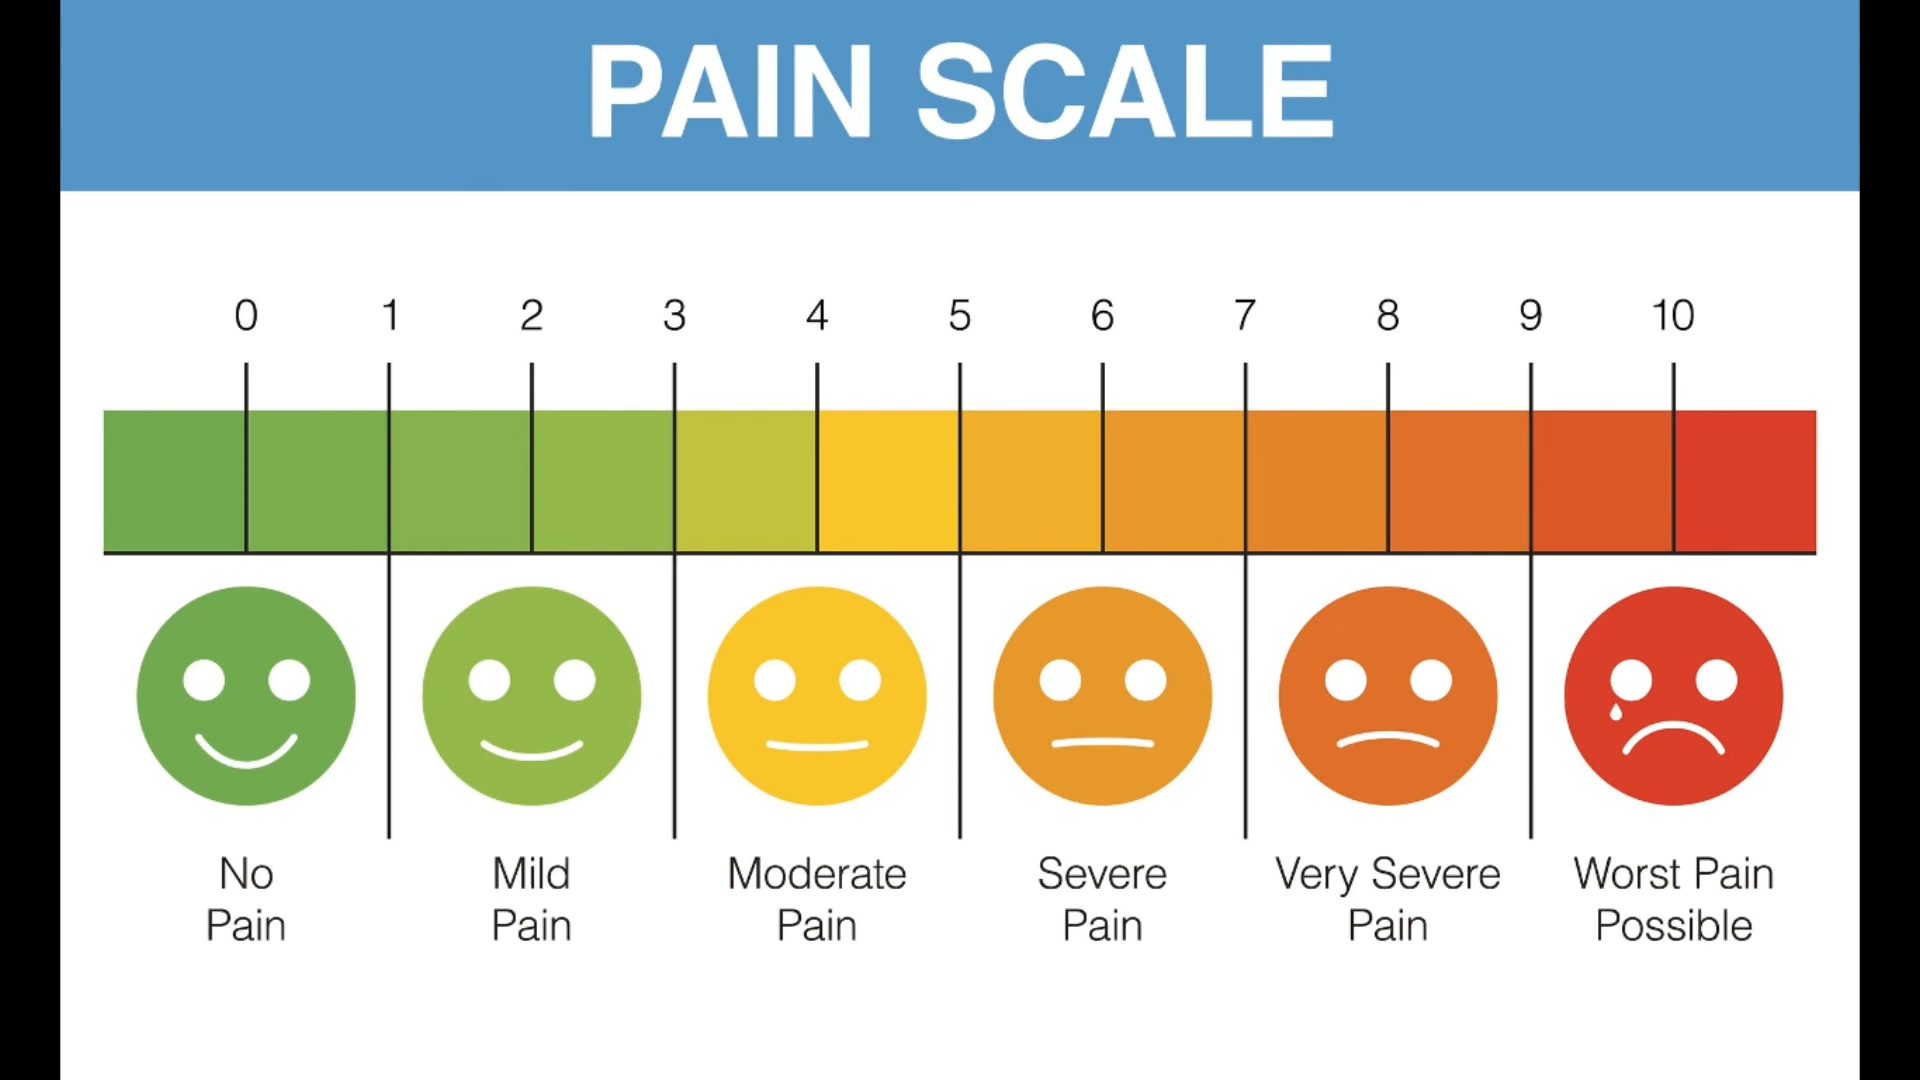 PAIN SCALE
0 1 2 3 4 5 6 7 8 9 10
No
Pain
Mild
Pain
Moderate
Pain
Severe
Pain
Very Severe
Pain
Worst Pain
Possible